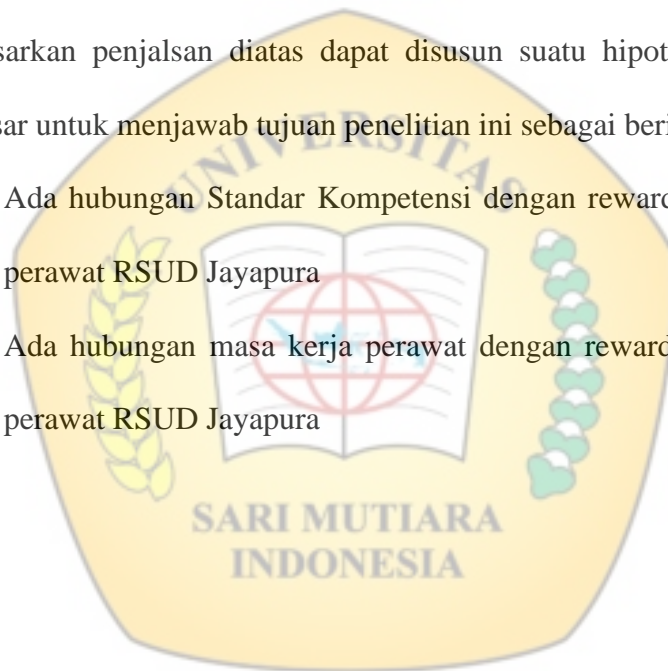 sarkan penjalsan diatas dapat disusun suatu hipot
sar untuk menjawab tujuan penelitian ini sebagai beri
UNIVERSITAS
Ada hubungan Standar Kompetensi dengan reward
perawat RSUD Jayapura
Ada hubungan masa kerja perawat dengan reward
perawat RSUD Jayapura
SARI MUTIARA
INDONESIA